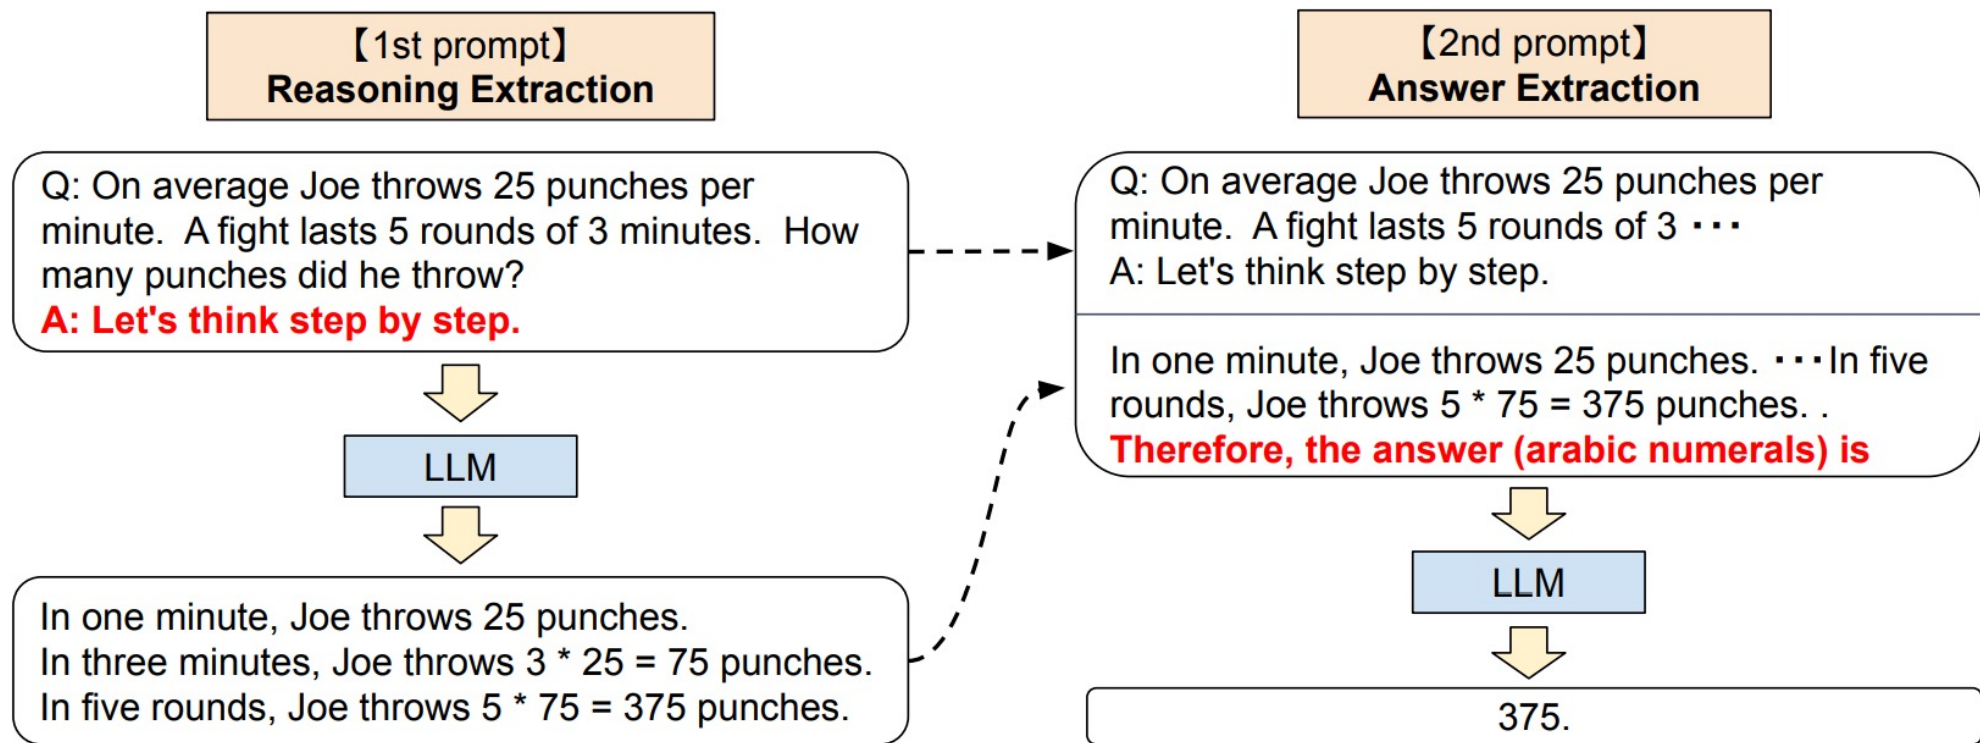 【1st prompt】
Reasoning Extraction
Q: On average Joe throws 25 punches per
minute.  A fight lasts 5 rounds of 3 minutes.  How
many punches did he throw?
A: Let's think step by step.
LLM
In one minute, Joe throws 25 punches.
In three minutes, Joe throws 3 * 25 = 75 punches.
In five rounds, Joe throws 5 * 75 = 375 punches.
【2nd prompt】
Answer Extraction
Q: On average Joe throws 25 punches per
minute.  A fight lasts 5 rounds of 3 ･･･
A: Let's think step by step.
In one minute, Joe throws 25 punches. ･･･In five
rounds, Joe throws 5 * 75 = 375 punches. .
Therefore, the answer (arabic numerals) is
LLM
375.